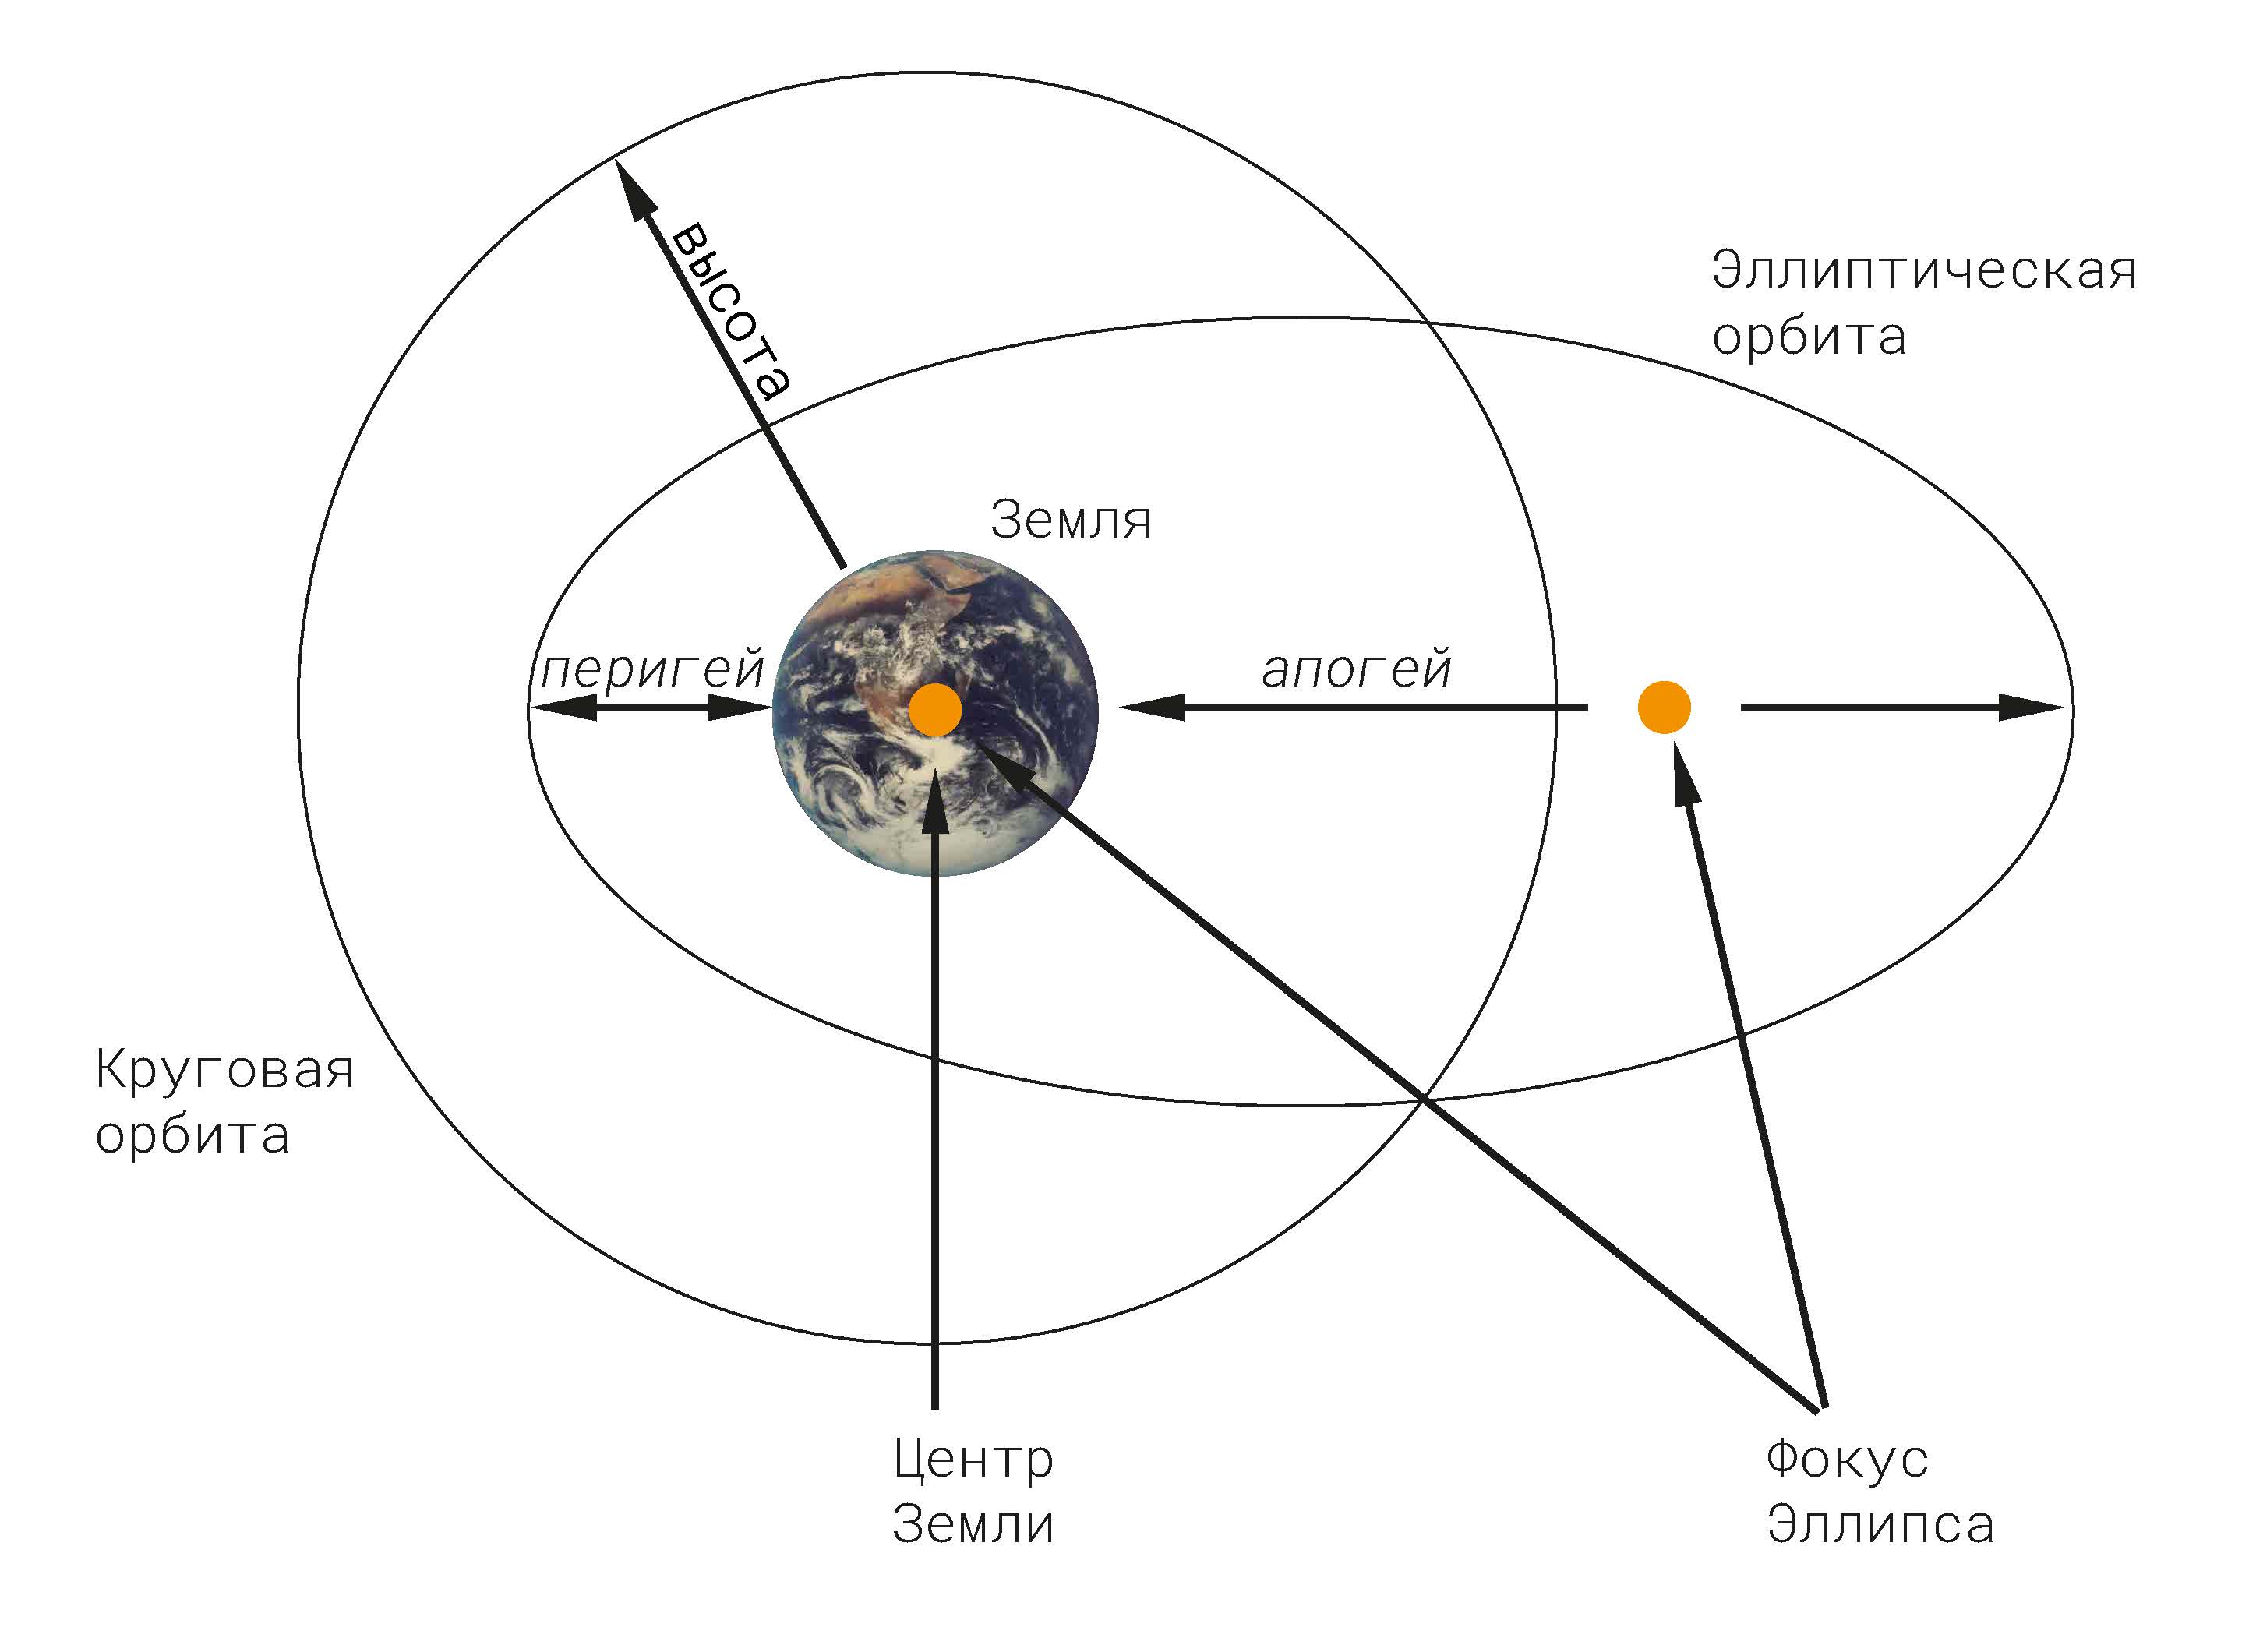 высота
Эллиптическая
орбита
Земля
перигей
апогей
Круговая
орбита
Центр
Земли
Фокус
Эллипса